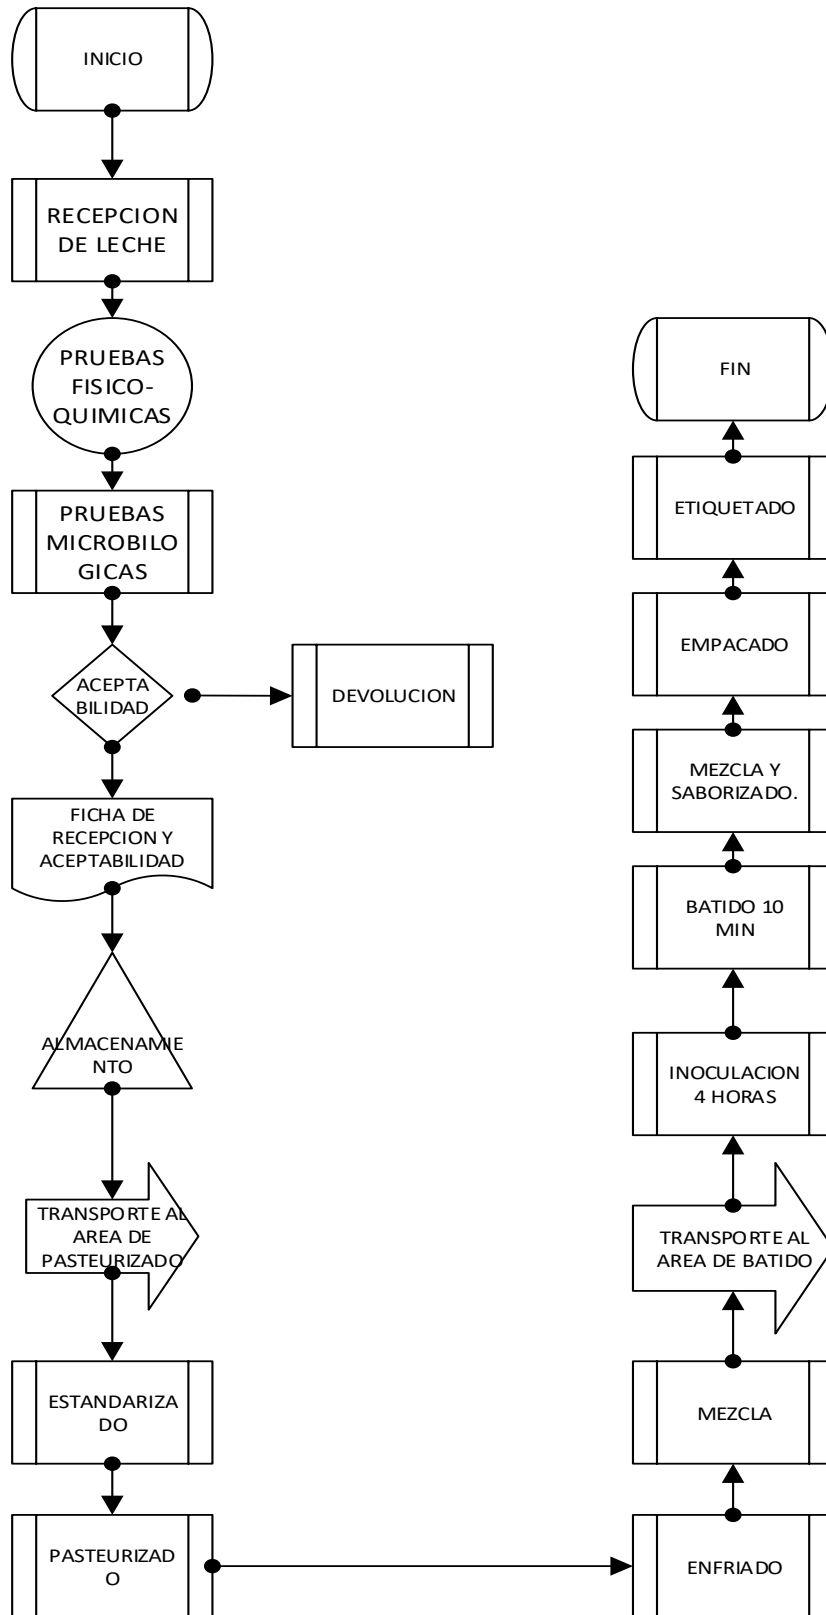 INICIO
RECEPCION
DE LECHE
PRUEBAS
FISICO-
QUIMICAS
PRUEBAS
MICROBILO
GICAS
ACEPTA
BILIDAD
DEVOLUCION
FICHA DE
RECEPCION Y
ACEPTABILIDAD
ALMACENAMIE
NTO
TRANSPORTE AL
AREA DE
PASTEURIZADO
ESTANDARIZA
DO
PASTEURIZAD
O
ENFRIADO
MEZCLA
TRANSPORTE AL
AREA DE BATIDO
INOCULACION
4 HORAS
BATIDO 10
MIN
MEZCLA Y
SABORIZADO.
EMPACADO
ETIQUETADO
FIN